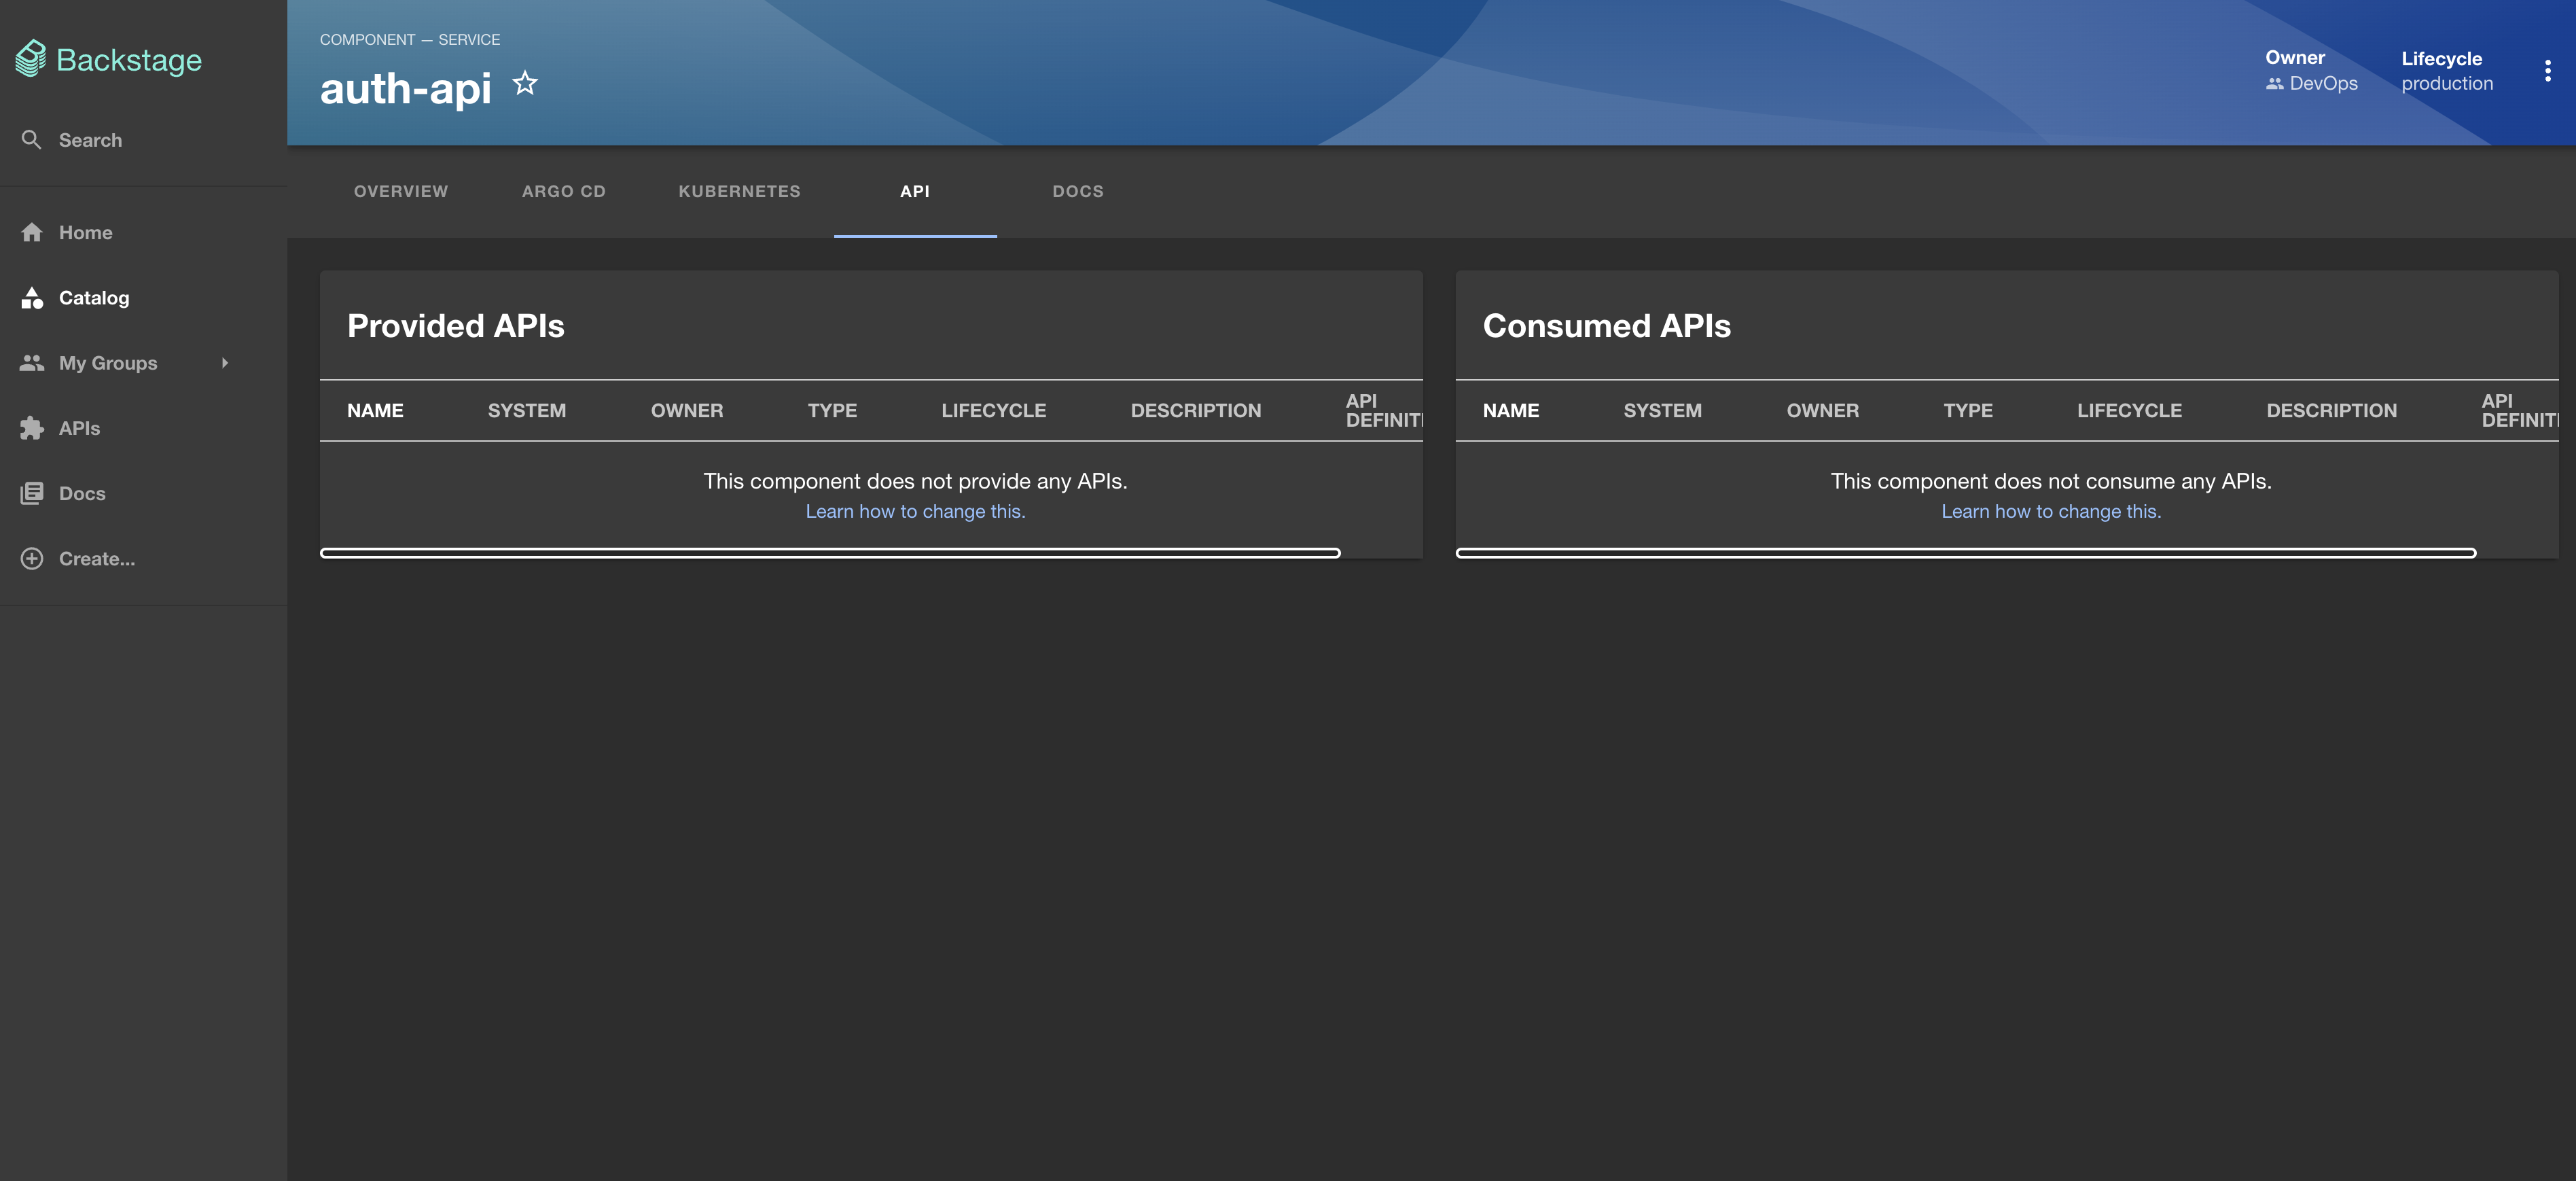 Backstage
Search
Home
Catalog
My Groups
APIs
Docs
Create...
COMPONENT — SERVICE
auth-api
Owner
DevOps
Lifecycle
production
OVERVIEW
ARGO CD
KUBERNETES
API
DOCS
Provided APIs
NAME SYSTEM OWNER TYPE LIFECYCLE DESCRIPTION API
DEFINITI
This component does not provide any APIs.
Learn how to change this.
Consumed APIs
NAME SYSTEM OWNER TYPE LIFECYCLE DESCRIPTION API
DEFINITI
This component does not consume any APIs.
Learn how to change this.